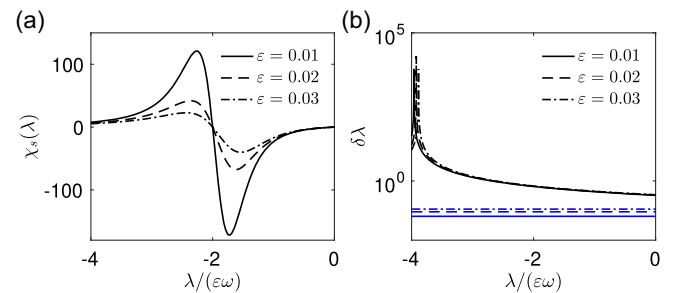 (a)
100
0
-100
χ_s(λ)
ε = 0.01
ε = 0.02
ε = 0.03
-4
-2
0
λ/(εω)
(b)
10^5
10^0
δλ
ε = 0.01
ε = 0.02
ε = 0.03
-4
-2
0
λ/(εω)